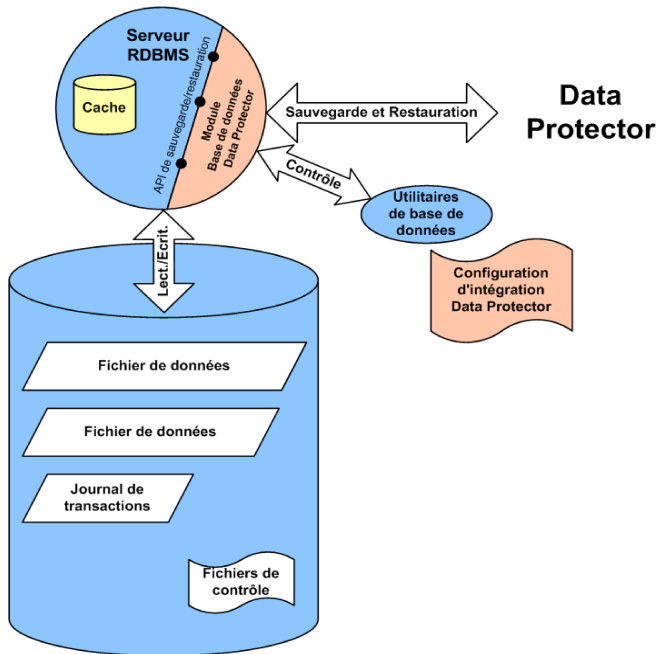 Serveur
RDBMS
Cache
API de sauvegarde/restauration
Module
Base de données
Data Protector
Sauvegarde et Restauration
Data
Protector
Contrôle
Utilitaires
de base de
données
Configuration
d'intégration
Data Protector
Lect./Ecrit.
Fichier de données
Fichier de données
Journal de
transactions
Fichiers de
contrôle